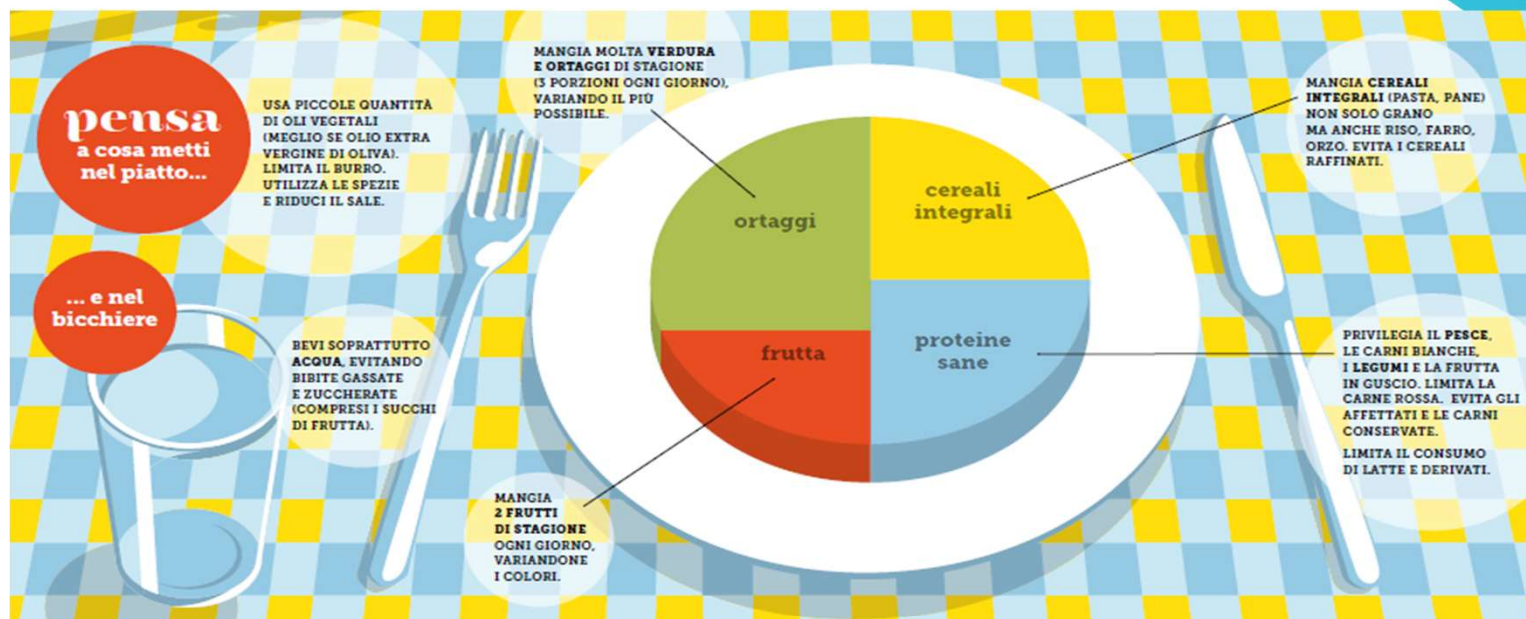 pensa
a cosa metti
nel piatto...
USA PICCOLE QUANTITÀ
DI OLI VEGETALI
(MEGLIO SE OLIO EXTRA
VERGINE DI OLIVA).
LIMITA IL BURRO.
UTILIZZA LE SPEZIE
E RIDUCI IL SALE.
MANGIA MOLTA VERDURA
E ORTAGGI DI STAGIONE
(3 PORZIONI OGNI GIORNO),
VARIANDO IL PIÙ
POSSIBILE.
MANGIA CEREALI
INTEGRALI (PASTA, PANE)
NON SOLO GRANO
MA ANCHE RISO, FARRO,
ORZO. EVITA I CEREALI
RAFFINATI.
ortaggi
cereali
integrali
... e nel
bicchiere
BEVI SOPRATTUTTO
ACQUA, EVITANDO
BIBITE GASSATE
E ZUCCHERATE
(COMPRESI I SUCCHI
DI FRUTTA).
frutta
proteine
sane
PRIVILEGIA IL PESCE,
LE CARNI BIANCHE,
I LEGUMI E LA FRUTTA
IN GUSCIO. LIMITA LA
CARNE ROSSA. EVITA GLI
AFFETTATI E LE CARNI
CONSERVATE.
LIMITA IL CONSUMO
DI LATTE E DERIVATI.
MANGIA
2 FRUTTI
DI STAGIONE
OGNI GIORNO,
VARIANDONE
I COLORI.